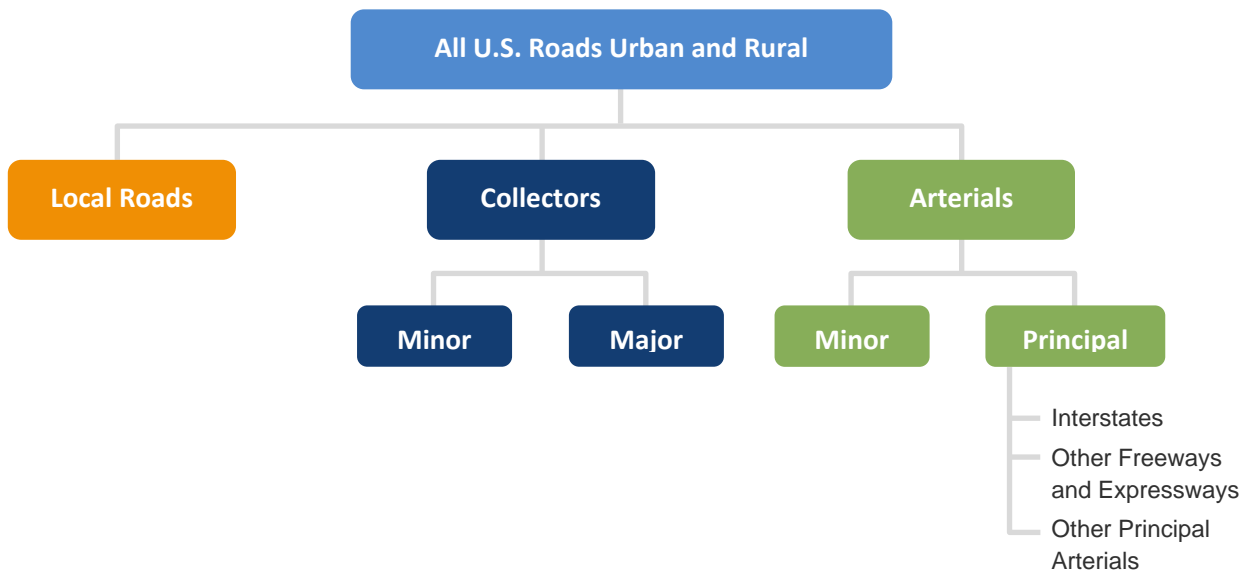 All U.S. Roads Urban and Rural
Local Roads
Collectors
Arterials
Minor
Major
Minor
Principal
Interstates
Other Freeways
and Expressways
Other Principal
Arterials